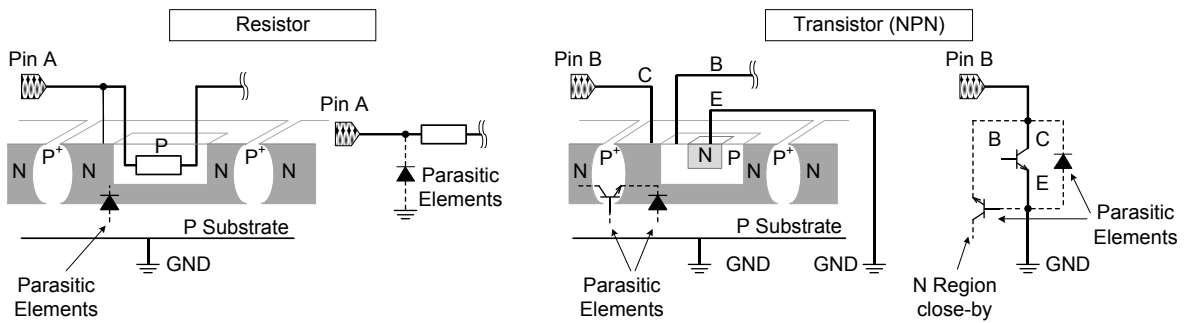 Resistor
Pin A
N
P+
N
P
P+
N
N
Parasitic
Elements
P Substrate
GND
Pin A
Parasitic
Elements
Transistor (NPN)
Pin B
C
B
E
N
P+
N
P
P+
N
N
P Substrate
Parasitic
Elements
GND
GND
Pin B
B
C
E
Parasitic
Elements
N Region
close-by